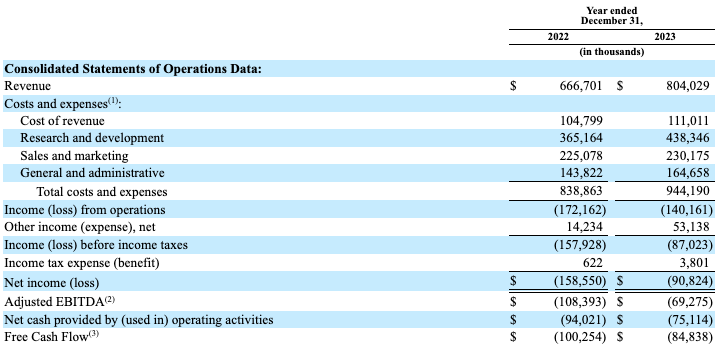 Year ended
December 31,
2022 2023
(in thousands)
Consolidated Statements of Operations Data:
Revenue $ 666,701 $ 804,029
Costs and expenses(1):
Cost of revenue 104,799 111,011
Research and development 365,164 438,346
Sales and marketing 225,078 230,175
General and administrative 143,822 164,658
Total costs and expenses 838,863 944,190
Income (loss) from operations (172,162) (140,161)
Other income (expense), net 14,234 53,138
Income (loss) before income taxes (157,928) (87,023)
Income tax expense (benefit) 622 3,801
Net income (loss) $ (158,550) $ (90,824)
Adjusted EBITDA(2) $ (108,393) $ (69,275)
Net cash provided by (used in) operating activities $ (94,021) $ (75,114)
Free Cash Flow(3) $ (100,254) $ (84,838)